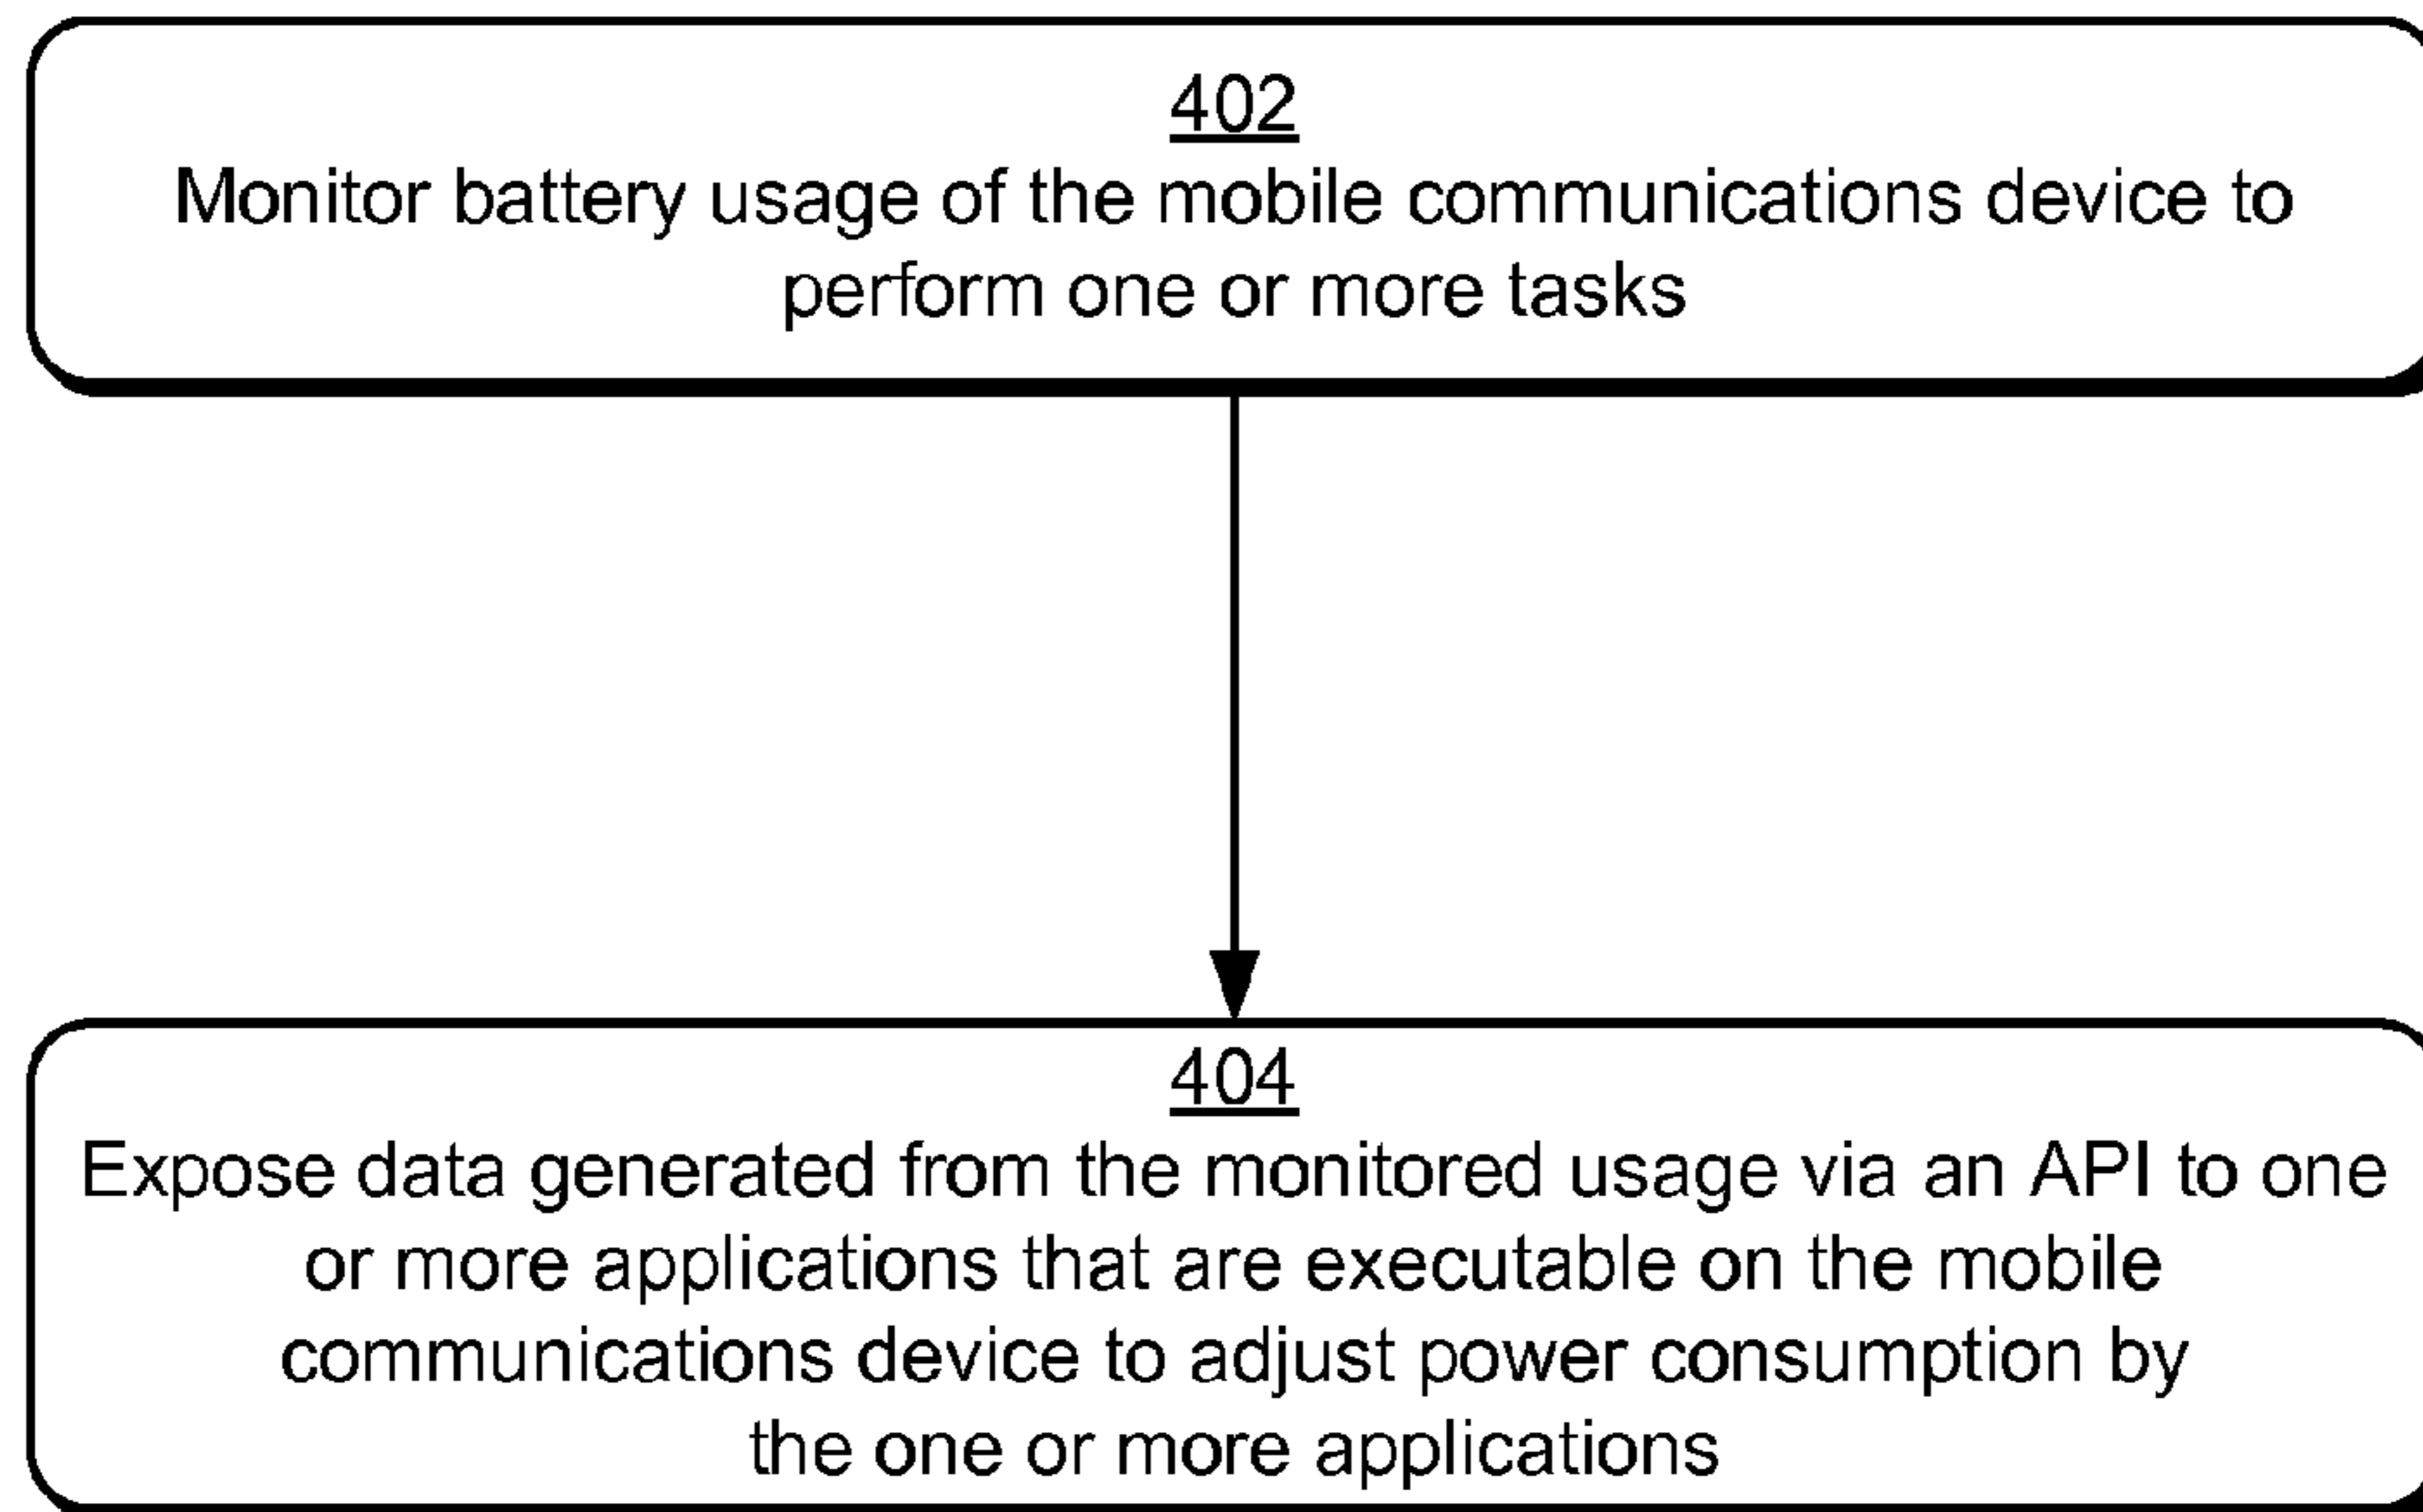 402
Monitor battery usage of the mobile communications device to
perform one or more tasks
404
Expose data generated from the monitored usage via an API to one
or more applications that are executable on the mobile
communications device to adjust power consumption by
the one or more applications